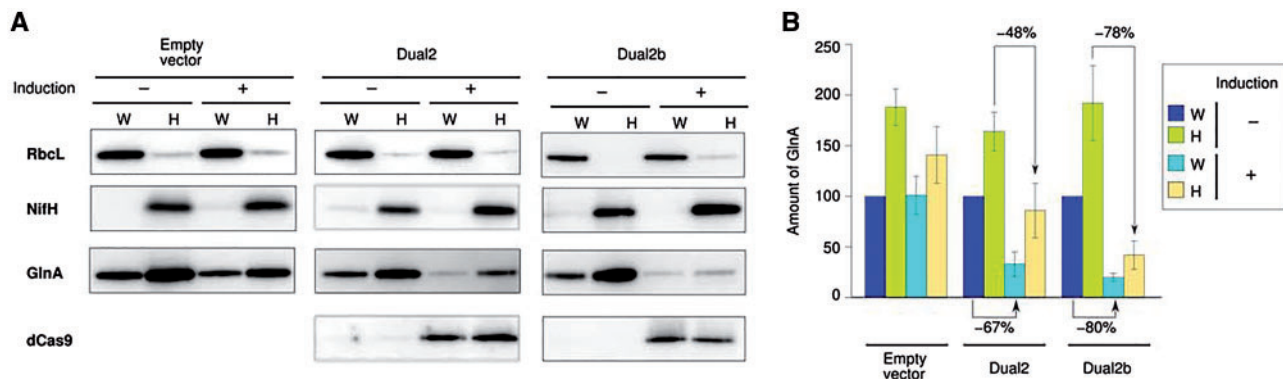 A
Empty
vector
Dual2
Dual2b
Induction
− + − + − +
W H W H W H W H W H W H
RbcL
NifH
GlnA
dCas9
B
−48% −78%
Amount of GlnA
250
200
150
100
50
0
−67% −80%
Empty
vector
Dual2
Dual2b
Induction
W
H
−
W
H
+